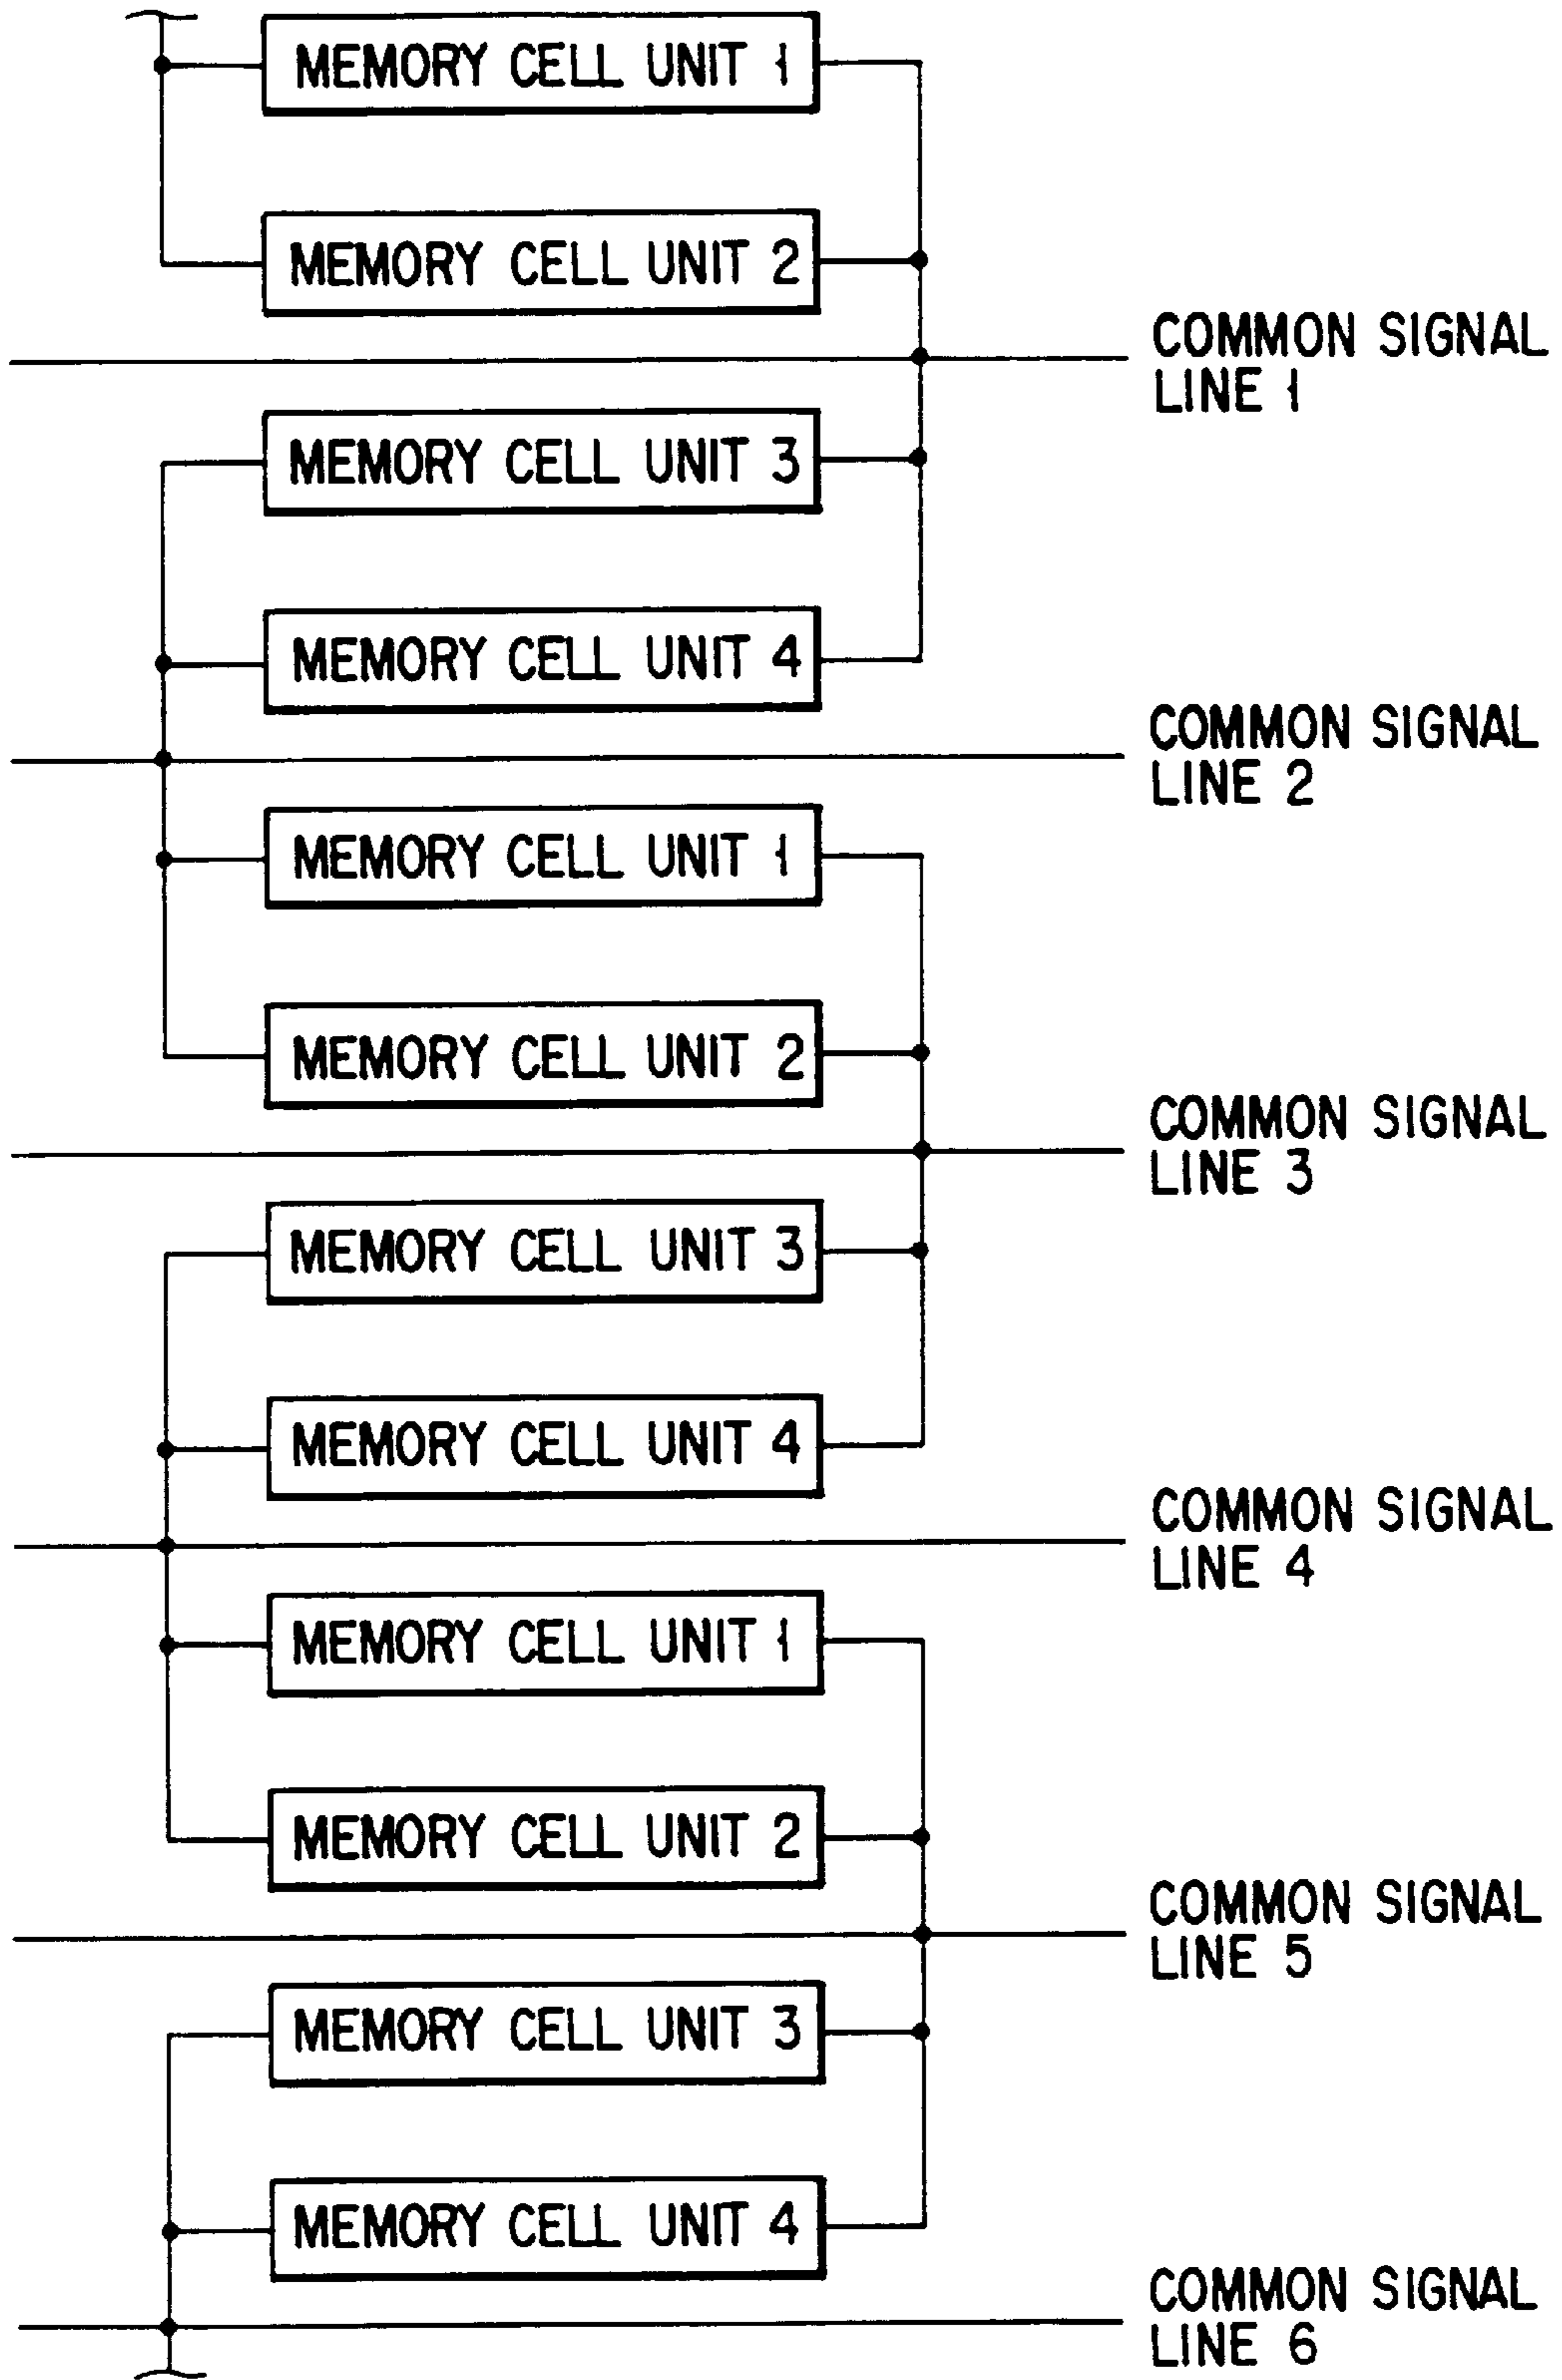 MEMORY CELL UNIT 1
MEMORY CELL UNIT 2
COMMON SIGNAL
LINE 1
MEMORY CELL UNIT 3
MEMORY CELL UNIT 4
COMMON SIGNAL
LINE 2
MEMORY CELL UNIT 1
MEMORY CELL UNIT 2
COMMON SIGNAL
LINE 3
MEMORY CELL UNIT 3
MEMORY CELL UNIT 4
COMMON SIGNAL
LINE 4
MEMORY CELL UNIT 1
MEMORY CELL UNIT 2
COMMON SIGNAL
LINE 5
MEMORY CELL UNIT 3
MEMORY CELL UNIT 4
COMMON SIGNAL
LINE 6